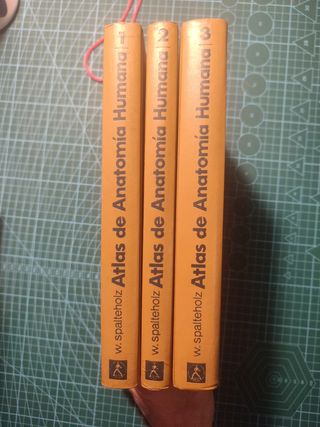 w. spalteholz Atlas de Anatomía Humana 1
w. spalteholz Atlas de Anatomía Humana 2
w. spalteholz Atlas de Anatomía Humana 3